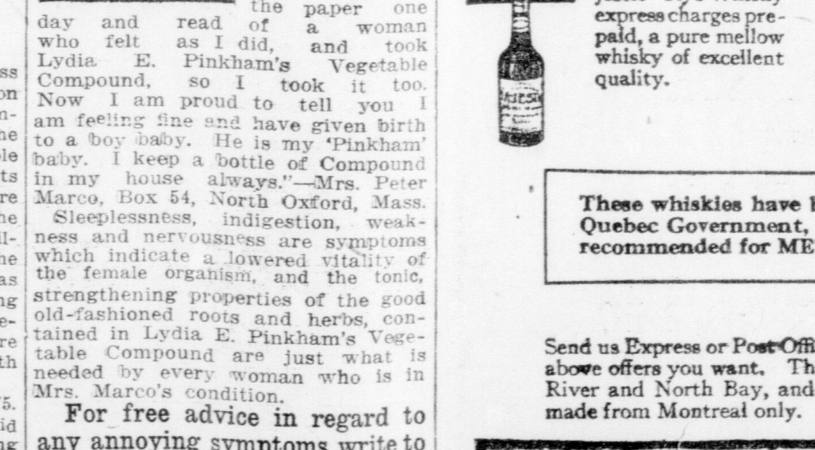 the paper one
day and read of a woman
who felt as I did, and took
Lydia E. Pinkham's Vegetable
Compound, so I took it too.
Now I am proud to tell you I
am feeling fine and have given birth
to a boy baby. He is my 'Pinkham'
baby. I keep a bottle of Compound
in my house always."—Mrs. Peter
Marco, Box 54, North Oxford, Mass.
Sleeplessness, indigestion, weak-
ness and nervousness are symptoms
which indicate a lowered vitality of
the female organism, and the tonic,
strengthening properties of the good
old-fashioned roots and herbs, con-
tained in Lydia E. Pinkham's Vege-
table Compound are just what is
needed by every woman who is in
Mrs. Marco's condition.
For free advice in regard to
any annoying symptoms write to
express charges pre-
paid, a pure mellow
whisky of excellent
quality.
These whiskies have
Quebec Government,
recommended for ME
Send us Express or Post Offi
above offers you want. Th
River and North Bay, and
made from Montreal only.